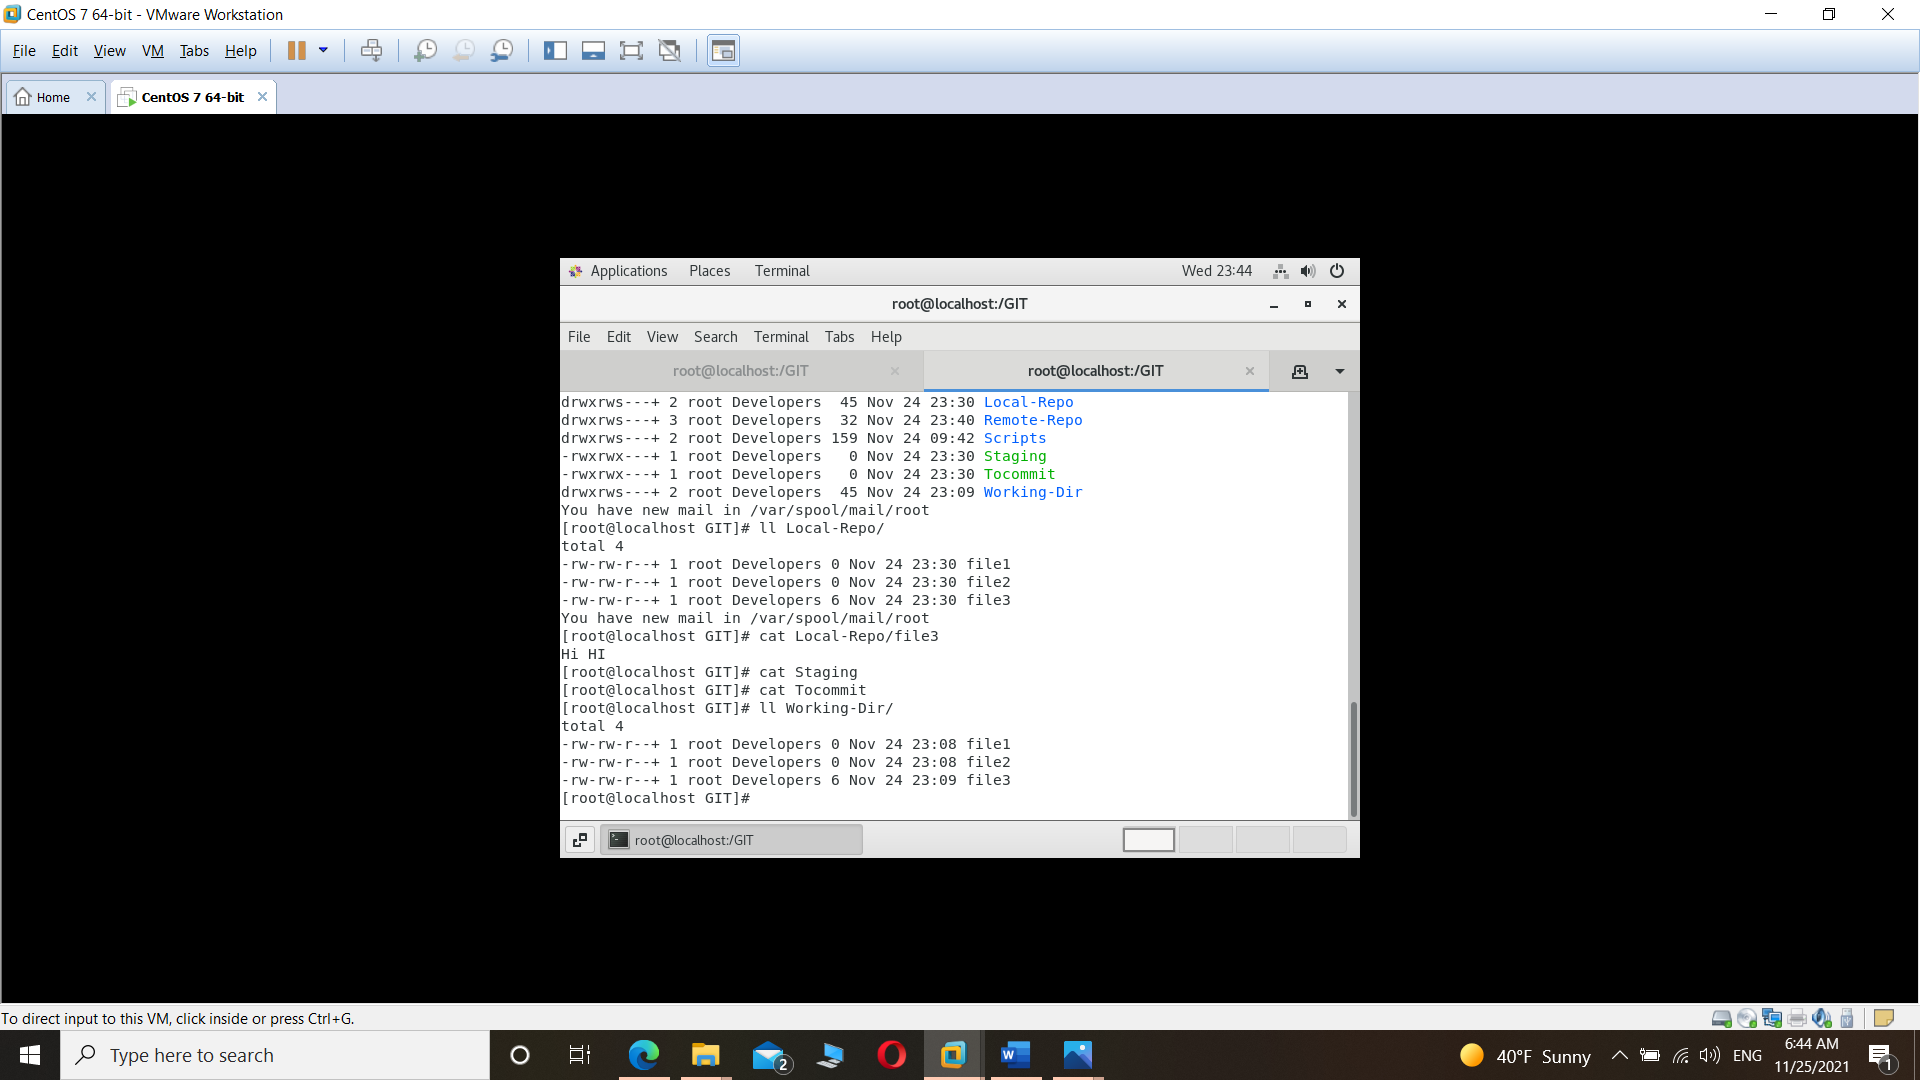 CentOS 7 64-bit - VMware Workstation
File Edit View VM Tabs Help
Home
CentOS 7 64-bit
Applications Places Terminal Wed 23:44
root@localhost:/GIT
File Edit View Search Terminal Tabs Help
root@localhost:/GIT root@localhost:/GIT
drwxrws---+ 2 root Developers  45 Nov 24 23:30 Local-Repo
drwxrws---+ 3 root Developers  32 Nov 24 23:40 Remote-Repo
drwxrws---+ 2 root Developers 159 Nov 24 09:42 Scripts
-rwxrwx---+ 1 root Developers   0 Nov 24 23:30 Staging
-rwxrwx---+ 1 root Developers   0 Nov 24 23:30 Tocommit
drwxrws---+ 2 root Developers  45 Nov 24 23:09 Working-Dir
You have new mail in /var/spool/mail/root
[root@localhost GIT]# ll Local-Repo/
total 4
-rw-rw-r--+ 1 root Developers 0 Nov 24 23:30 file1
-rw-rw-r--+ 1 root Developers 0 Nov 24 23:30 file2
-rw-rw-r--+ 1 root Developers 6 Nov 24 23:30 file3
You have new mail in /var/spool/mail/root
[root@localhost GIT]# cat Local-Repo/file3
Hi HI
[root@localhost GIT]# cat Staging
[root@localhost GIT]# cat Tocommit
[root@localhost GIT]# ll Working-Dir/
total 4
-rw-rw-r--+ 1 root Developers 0 Nov 24 23:08 file1
-rw-rw-r--+ 1 root Developers 0 Nov 24 23:08 file2
-rw-rw-r--+ 1 root Developers 6 Nov 24 23:09 file3
[root@localhost GIT]#
root@localhost:/GIT
To direct input to this VM, click inside or press Ctrl+G.
Type here to search
2
40°F Sunny
ENG
6:44 AM
11/25/2021
1